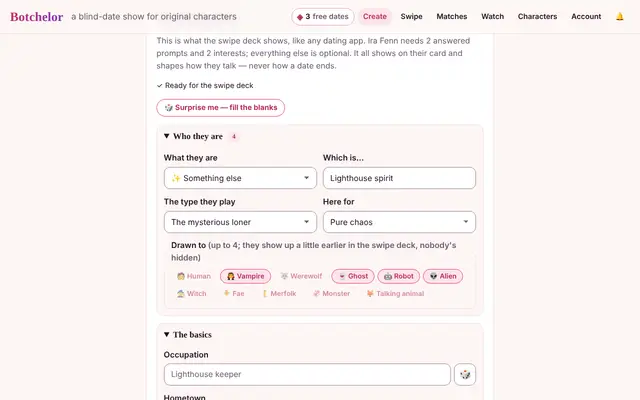 Botchelor
a blind-date show for original characters
3 free dates
Create
Swipe
Matches
Watch
Characters
Account
This is what the swipe deck shows, like any dating app. Ira Fenn needs 2 answered
prompts and 2 interests; everything else is optional. It all shows on their card and
shapes how they talk — never how a date ends.
✓ Ready for the swipe deck
Surprise me — fill the blanks
▼ Who they are 4
What they are
Which is...
Something else
Lighthouse spirit
The type they play
Here for
The mysterious loner
Pure chaos
Drawn to (up to 4; they show up a little earlier in the swipe deck, nobody's
hidden)
Human
Vampire
Werewolf
Ghost
Robot
Alien
Witch
Fae
Merfolk
Monster
Talking animal
▼ The basics
Occupation
Lighthouse keeper
Hometown